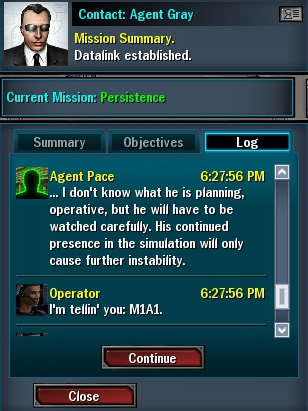 Contact: Agent Gray
Mission Summary.
Datalink established.
Current Mission: Persistence
Summary
Objectives
Log
Agent Pace 6:27:56 PM
... I don't know what he is planning,
operative, but he will have to be
watched carefully. His continued
presence in the simulation will only
cause further instability.
Operator 6:27:56 PM
I'm tellin' you: M1A1.
Continue
Close